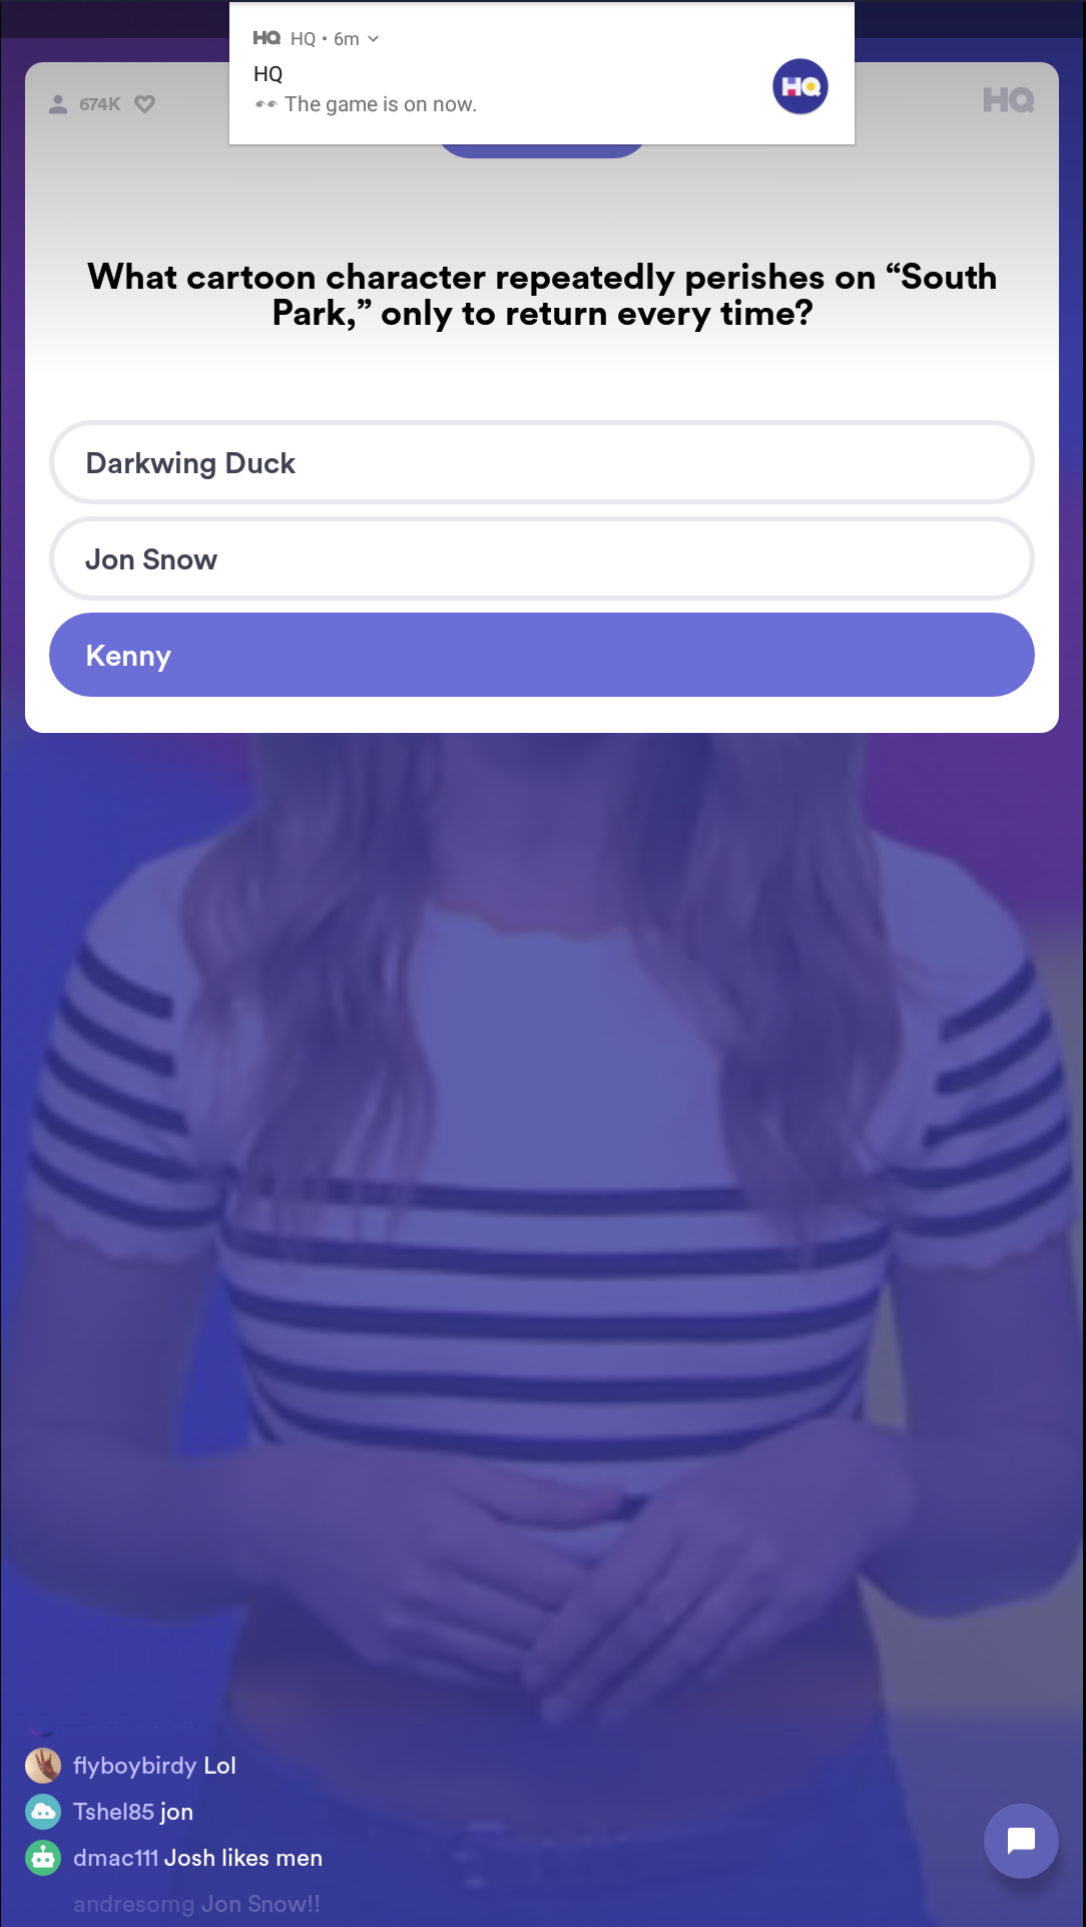 HQ HQ • 6m
HQ
👀 The game is on now.
HQ
674K
HQ
What cartoon character repeatedly perishes on “South
Park,” only to return every time?
Darkwing Duck
Jon Snow
Kenny
flyboybirdy Lol
Tshel85 jon
dmac111 Josh likes men
andresomg Jon Snow!!